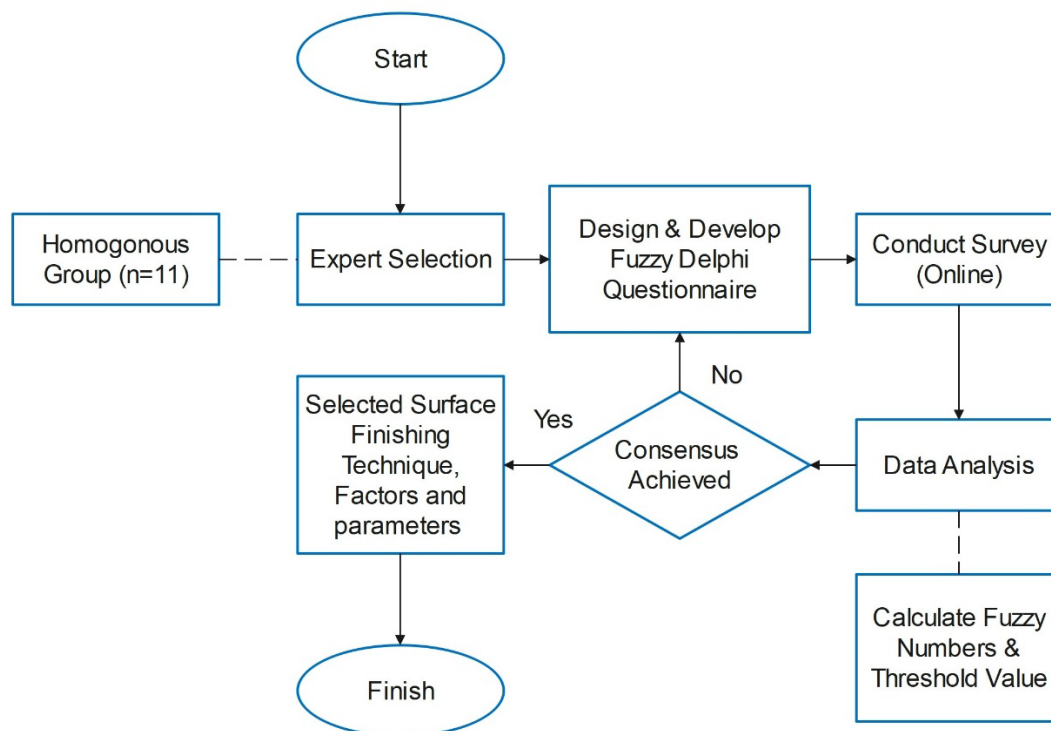 Start
Homogonous
Group (n=11)
Expert Selection
Design & Develop
Fuzzy Delphi
Questionnaire
Conduct Survey
(Online)
No
Yes
Selected Surface
Finishing
Technique,
Factors and
parameters
Consensus
Achieved
Data Analysis
Calculate Fuzzy
Numbers &
Threshold Value
Finish